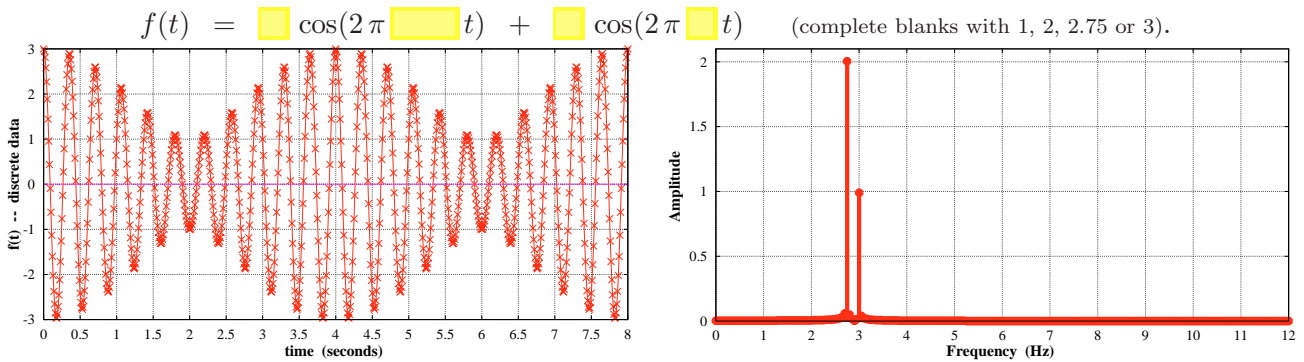 f(t) = cos(2 π t) + cos(2 π t) (complete blanks with 1, 2, 2.75 or 3).
3
2
1
0
-1
-2
-3
f(t) -- discrete data
0 0.5 1 1.5 2 2.5 3 3.5 4 4.5 5 5.5 6 6.5 7 7.5 8
time (seconds)
2
1.5
1
0.5
0
Amplitude
0 1 2 3 4 5 6 7 8 9 10 11 12
Frequency (Hz)